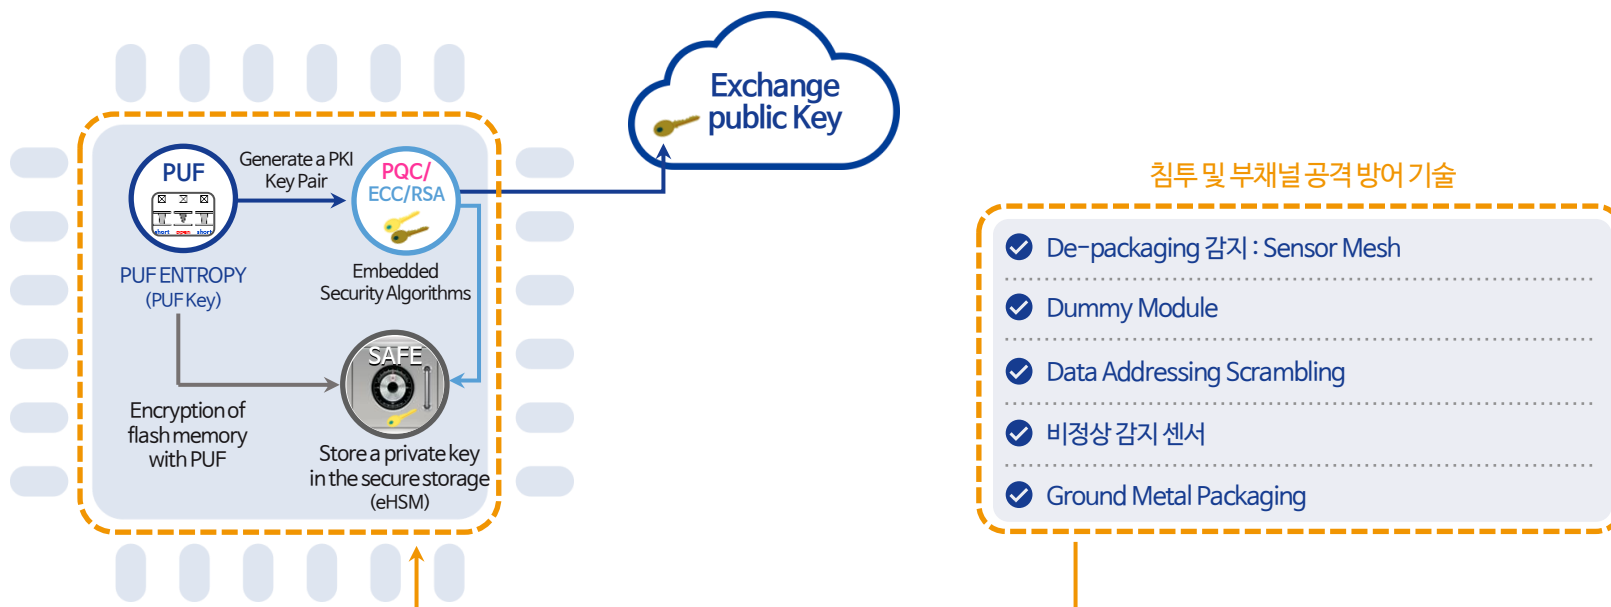 Exchange
public Key
PUF
short open short
Generate a PKI
Key Pair
PQC/
ECC/RSA
PUF ENTROPY
(PUF Key)
Embedded
Security Algorithms
SAFE
Encryption of
flash memory
with PUF
Store a private key
in the secure storage
(eHSM)
침투 및 부채널 공격 방어 기술
De-packaging 감지 : Sensor Mesh
Dummy Module
Data Addressing Scrambling
비정상 감지 센서
Ground Metal Packaging